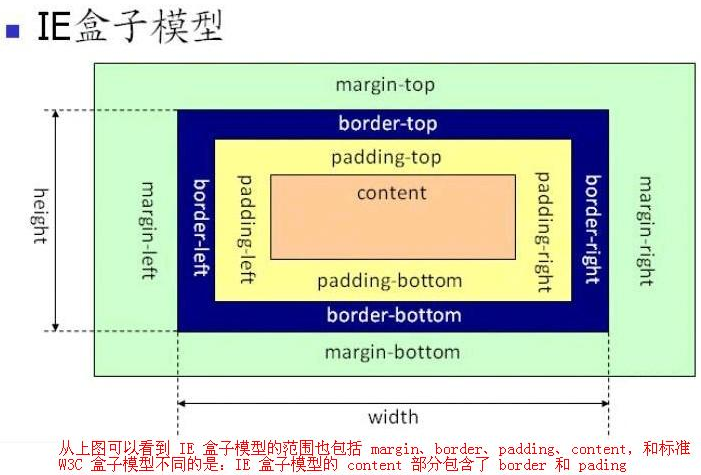 IE盒子模型
margin-top
border-top
padding-top
content
height
margin-left
border-left
padding-left
padding-right
border-right
margin-right
padding-bottom
border-bottom
margin-bottom
width
从上图可以看到 IE 盒子模型的范围也包括 margin、border、padding、content，和标准
W3C 盒子模型不同的是：IE 盒子模型的 content 部分包含了 border 和 pading